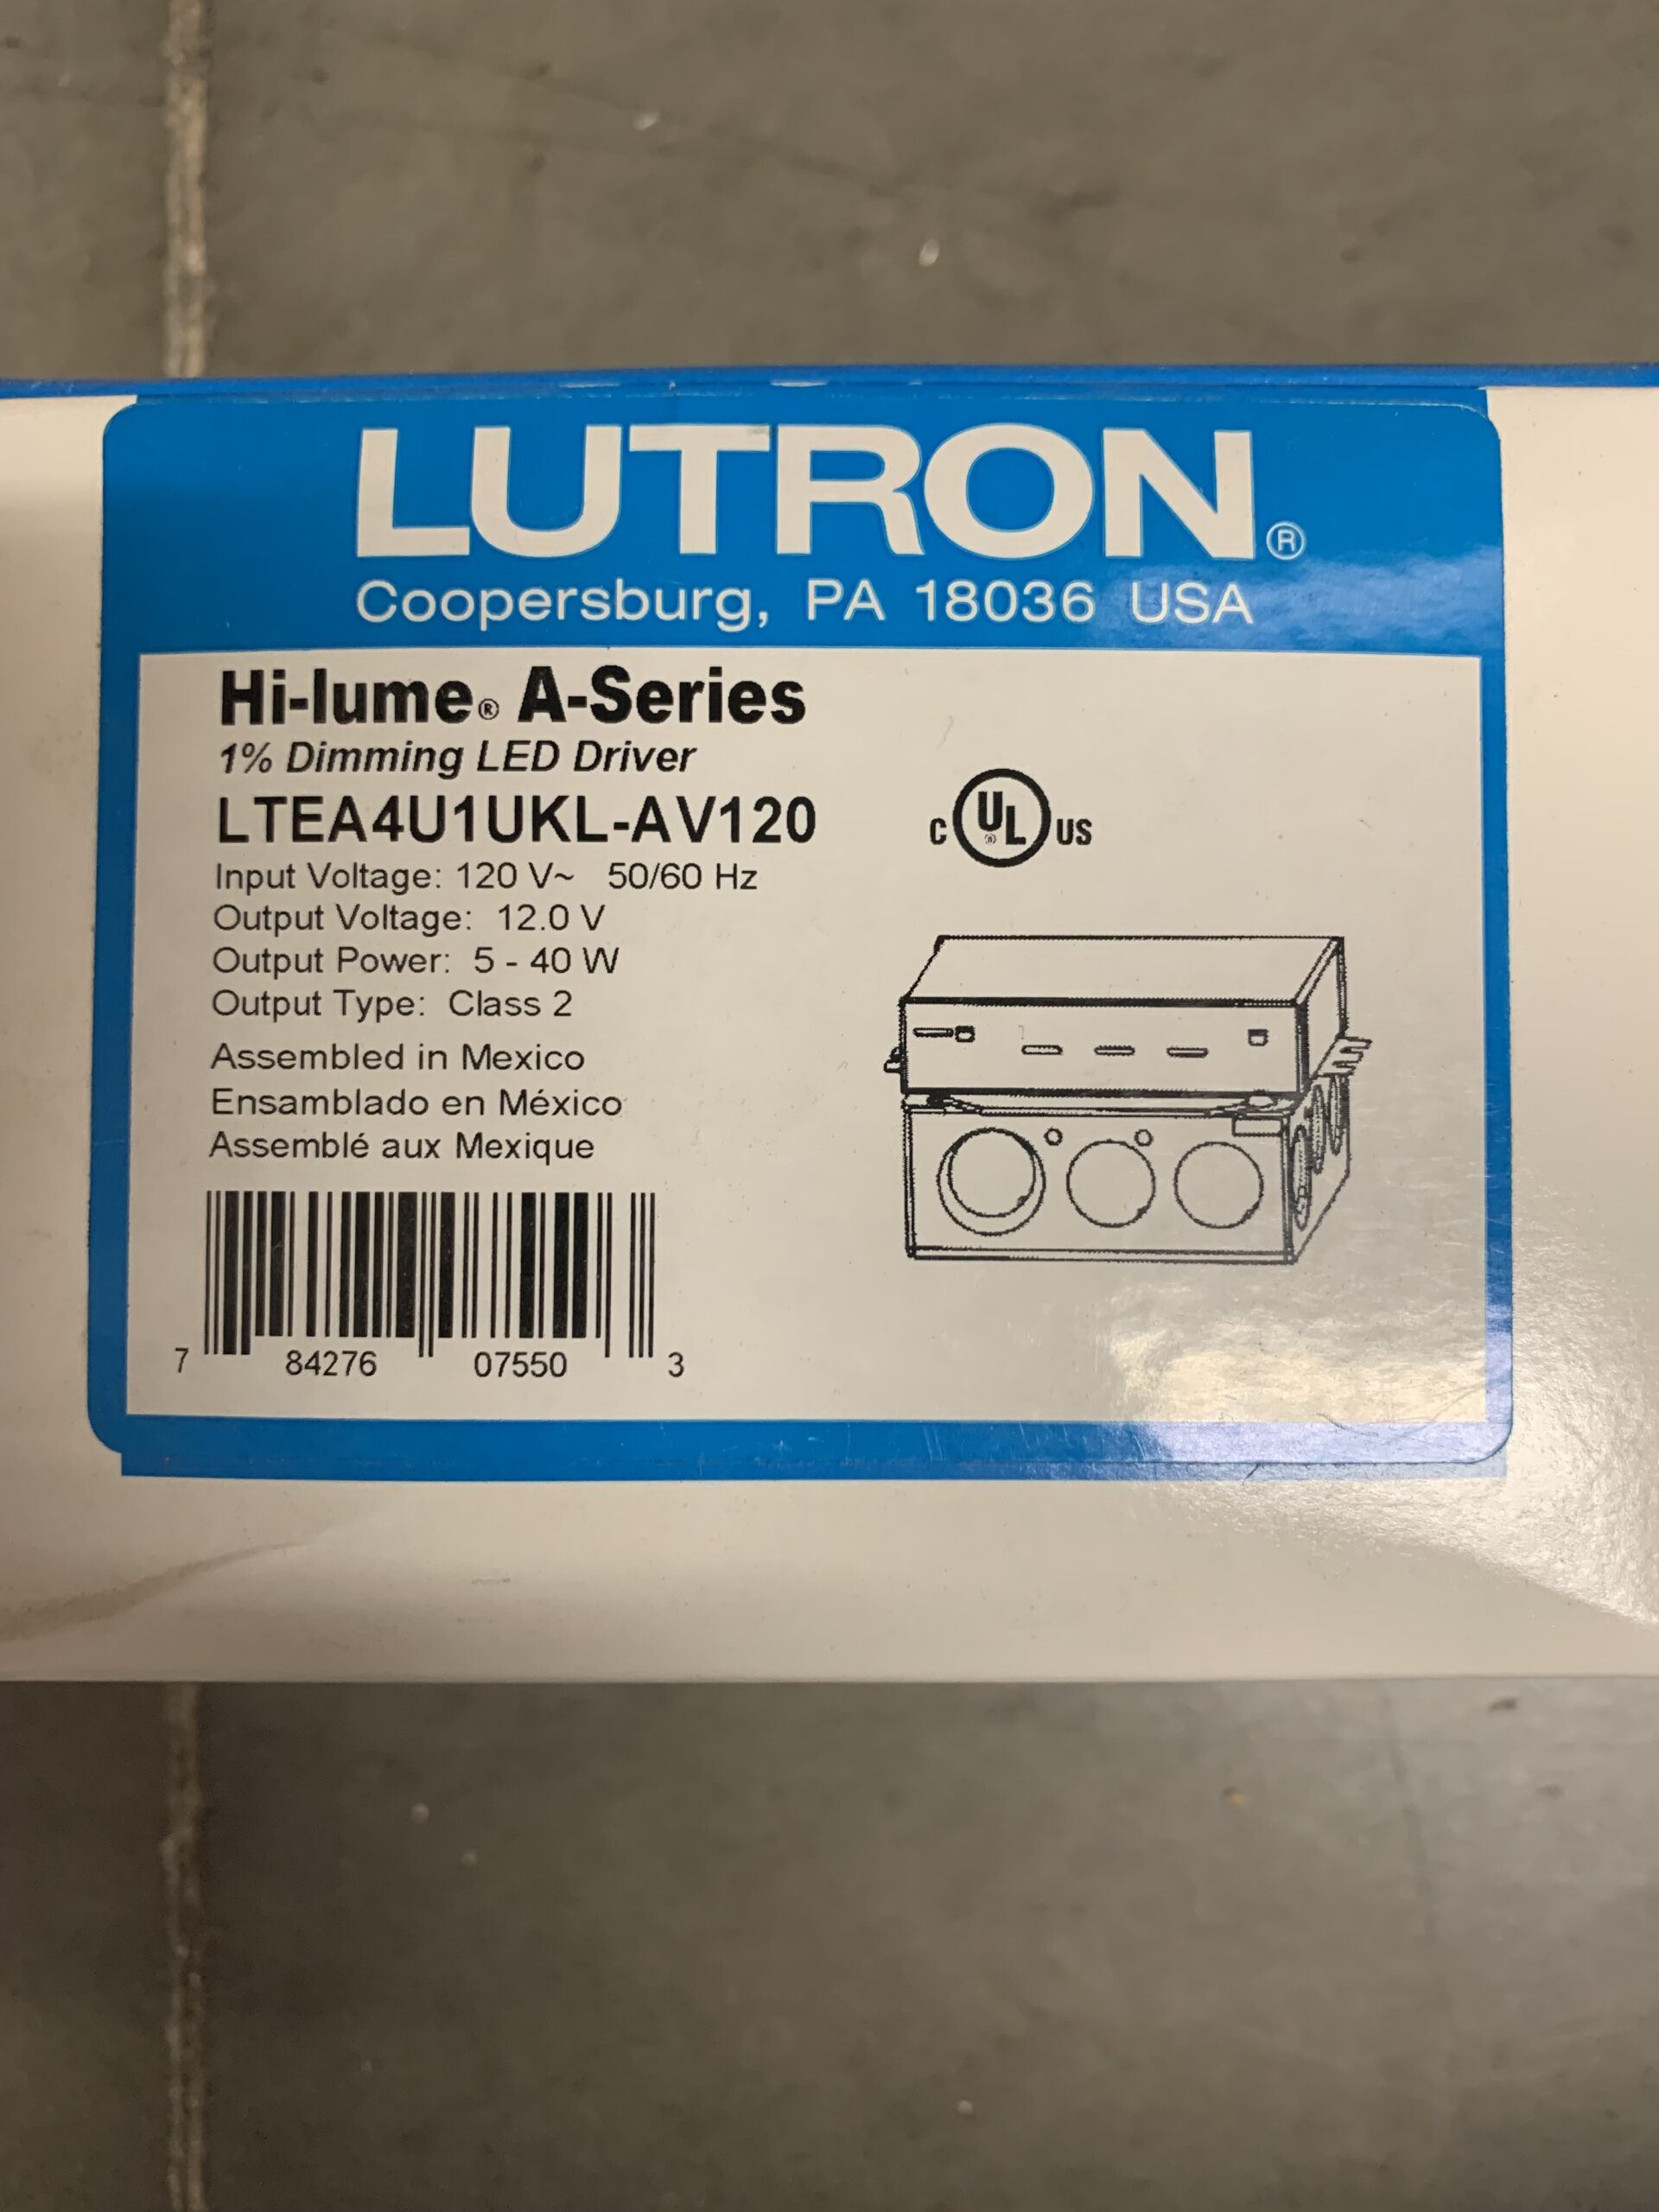 LUTRON®
Coopersburg, PA 18036 USA
Hi-lume® A-Series
1% Dimming LED Driver
LTEA4U1UKL-AV120
Input Voltage: 120 V~ 50/60 Hz
Output Voltage: 12.0 V
Output Power: 5 - 40 W
Output Type: Class 2
Assembled in Mexico
Ensamblado en México
Assemblé aux Mexique
C UL® US
7 84276 07550 3